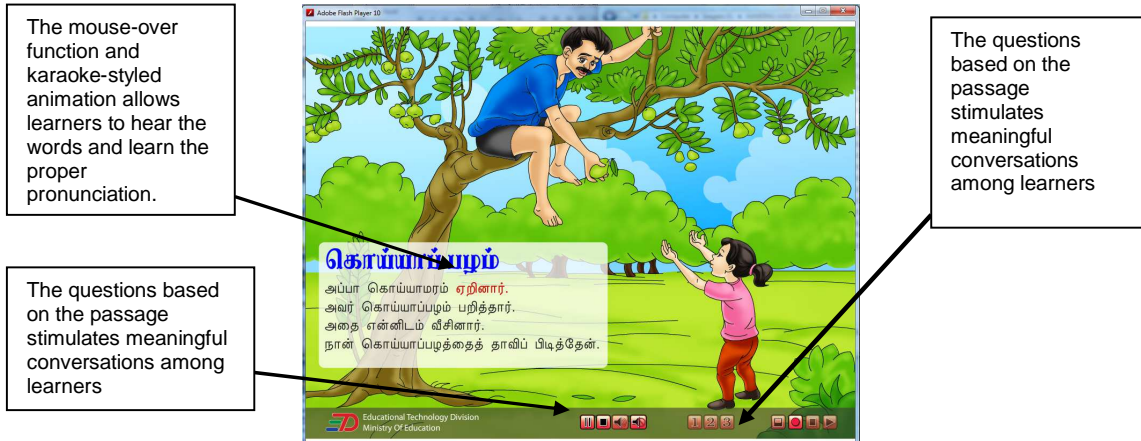 The mouse-over
function and
karaoke-styled
animation allows
learners to hear the
words and learn the
proper
pronunciation.
The questions based
on the passage
stimulates meaningful
conversations among
learners
Adobe Flash Player 10
கொய்யாப்பழம்
அப்பா கொய்யாமரம் ஏறினார்.
அவர் கொய்யாப்பழம் பறித்தார்.
அதை என்னிடம் வீசினார்.
நான் கொய்யாப்பழத்தைத் தாவிப் பிடித்தேன்.
Educational Technology Division
Ministry Of Education
1 2 3
The questions
based on the
passage
stimulates
meaningful
conversations
among learners